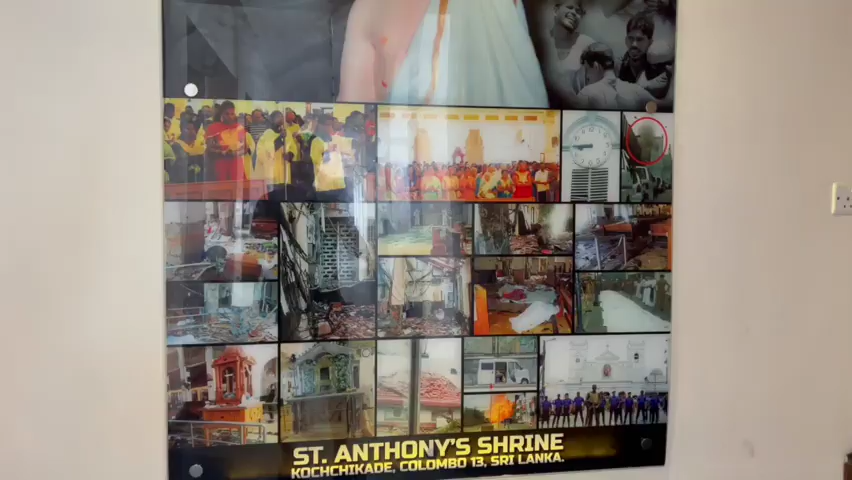 ST. ANTHONY'S SHRINE
KOCHCHIKADE, COLOMBO 13, SRI LANKA.